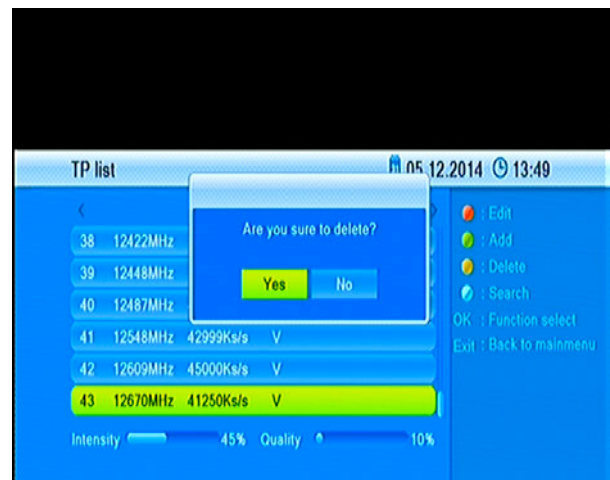 TP list 05.12.2014 13:49
Are you sure to delete?
Yes No
38 12422MHz
39 12448MHz
40 12487MHz
41 12548MHz 42999Ks/s V
42 12609MHz 45000Ks/s V
43 12670MHz 41250Ks/s V
Intensity 45% Quality 10%
: Edit
: Add
: Delete
: Search
OK : Function select
Exit : Back to mainmenu